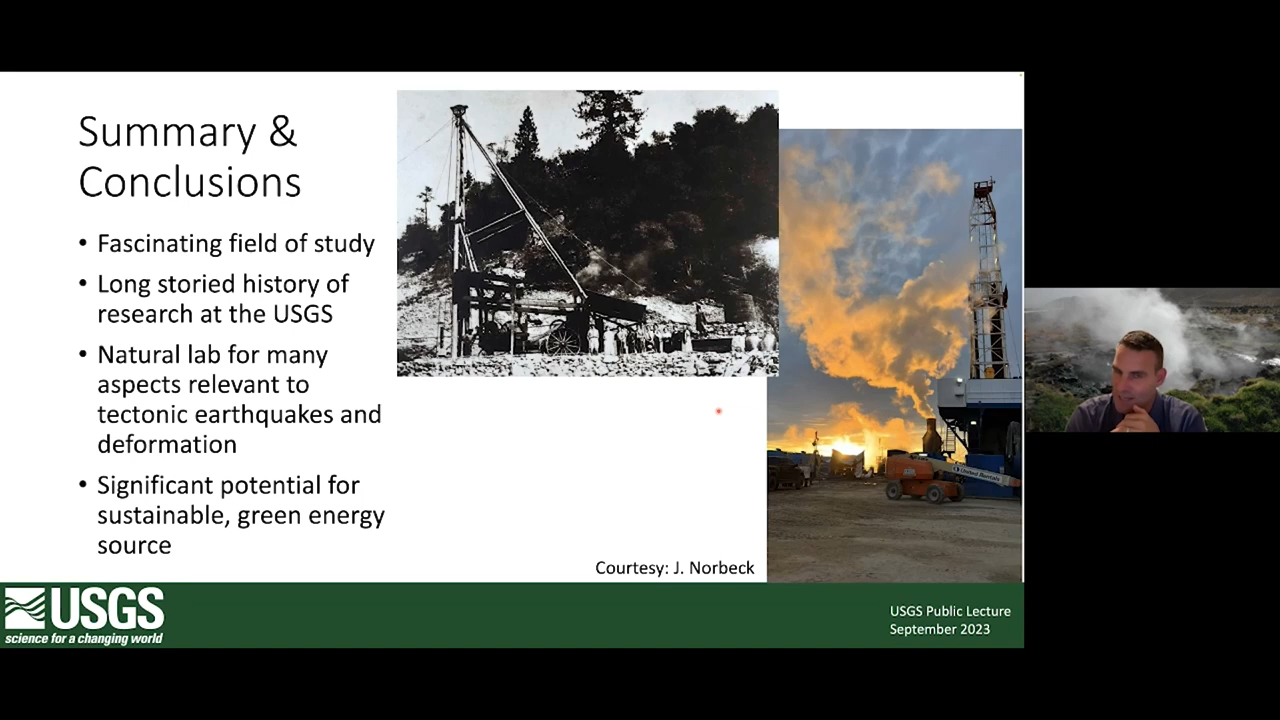 Summary &
Conclusions
• Fascinating field of study
• Long storied history of
research at the USGS
• Natural lab for many
aspects relevant to
tectonic earthquakes and
deformation
• Significant potential for
sustainable, green energy
source
United Rentals
Courtesy: J. Norbeck
USGS
science for a changing world
USGS Public Lecture
September 2023